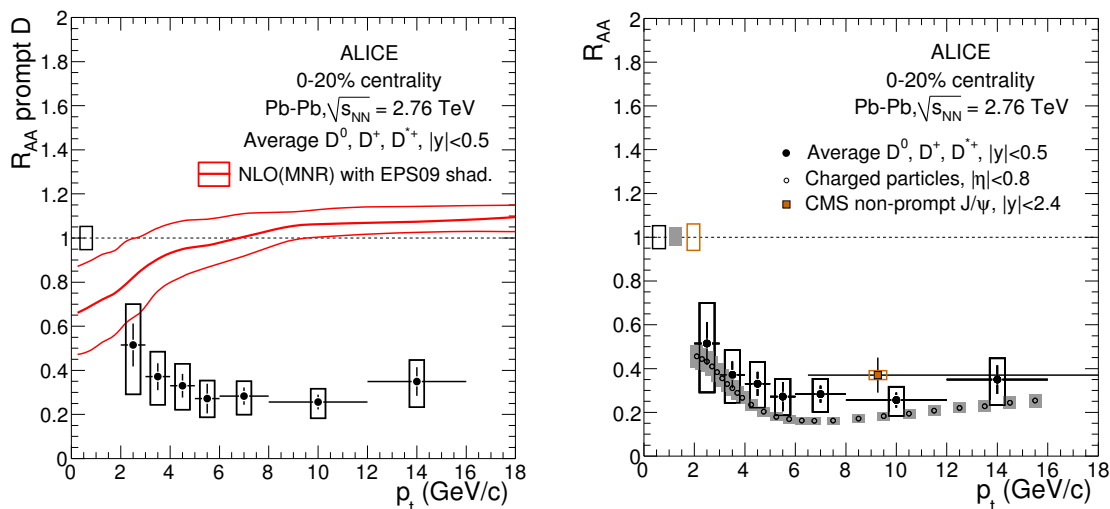 R_AA prompt D
2
1.8
1.6
1.4
1.2
1
0.8
0.6
0.4
0.2
0
ALICE
0-20% centrality
Pb-Pb,√s_NN = 2.76 TeV
Average D^0, D^+, D^*+, |y|<0.5
NLO(MNR) with EPS09 shad.
0 2 4 6 8 10 12 14 16 18
p_t (GeV/c)
R_AA
2
1.8
1.6
1.4
1.2
1
0.8
0.6
0.4
0.2
0
ALICE
0-20% centrality
Pb-Pb,√s_NN = 2.76 TeV
Average D^0, D^+, D^*+, |y|<0.5
Charged particles, |η|<0.8
CMS non-prompt J/ψ, |y|<2.4
0 2 4 6 8 10 12 14 16 18
p_t (GeV/c)